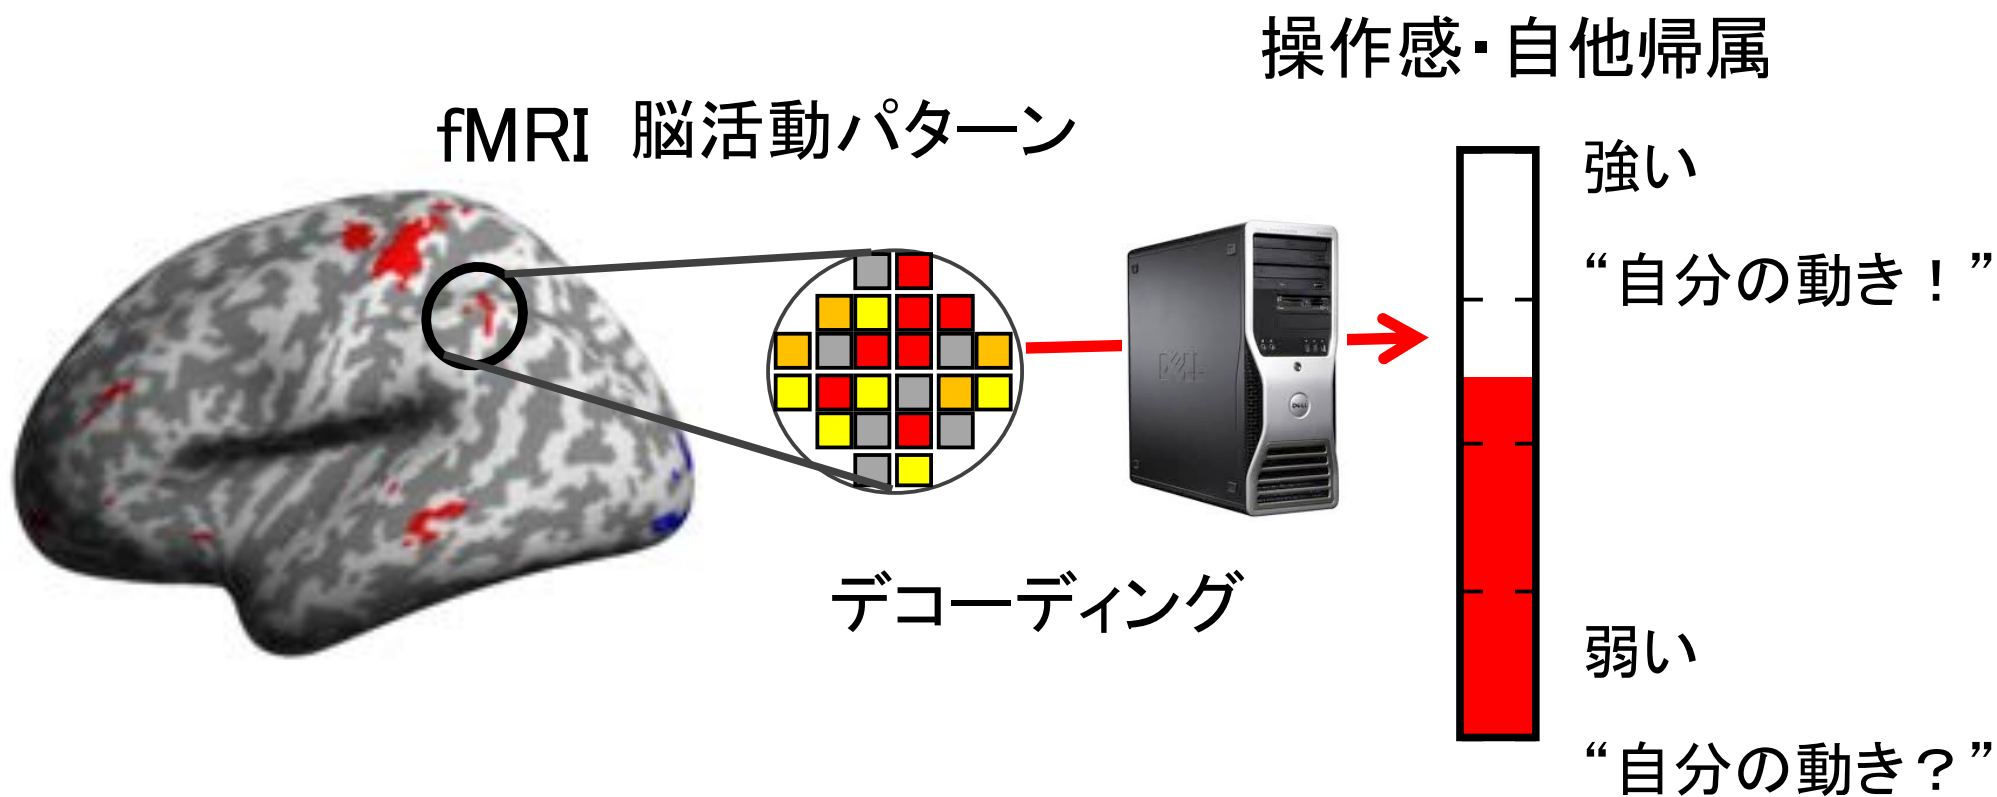 操作感・自他帰属
fMRI 脳活動パターン
強い
“自分の動き！”
DELL
デコーディング
弱い
“自分の動き？”